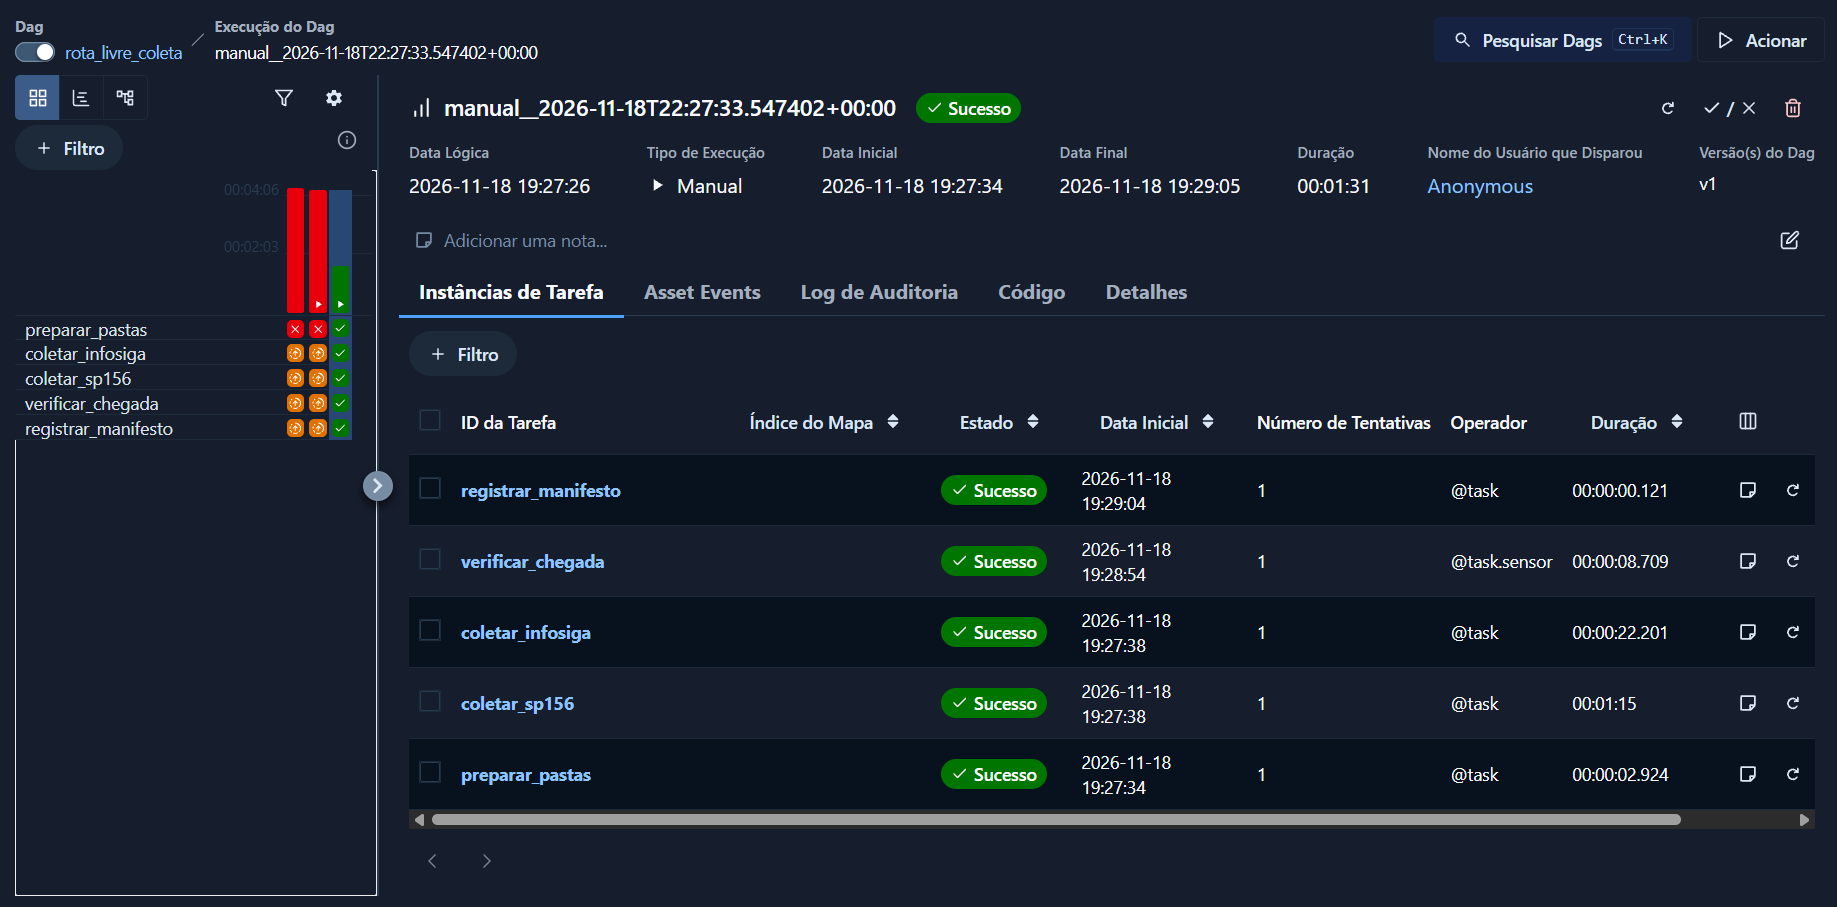 Dag
rota_livre_coleta
Execução do Dag
manual__2026-11-18T22:27:33.547402+00:00
Pesquisar Dags Ctrl+K
Acionar
+ Filtro
00:04:06
00:02:03
preparar_pastas
coletar_infosiga
coletar_sp156
verificar_chegada
registrar_manifesto
manual__2026-11-18T22:27:33.547402+00:00 Sucesso
/
Data Lógica Tipo de Execução Data Inicial Data Final Duração Nome do Usuário que Disparou Versão(s) do Dag
2026-11-18 19:27:26 Manual 2026-11-18 19:27:34 2026-11-18 19:29:05 00:01:31 Anonymous v1
Adicionar uma nota...
Instâncias de Tarefa Asset Events Log de Auditoria Código Detalhes
+ Filtro
ID da Tarefa Índice do Mapa Estado Data Inicial Número de Tentativas Operador Duração
registrar_manifesto Sucesso 2026-11-18 19:29:04 1 @task 00:00:00.121
verificar_chegada Sucesso 2026-11-18 19:28:54 1 @task.sensor 00:00:08.709
coletar_infosiga Sucesso 2026-11-18 19:27:38 1 @task 00:00:22.201
coletar_sp156 Sucesso 2026-11-18 19:27:38 1 @task 00:01:15
preparar_pastas Sucesso 2026-11-18 19:27:34 1 @task 00:00:02.924